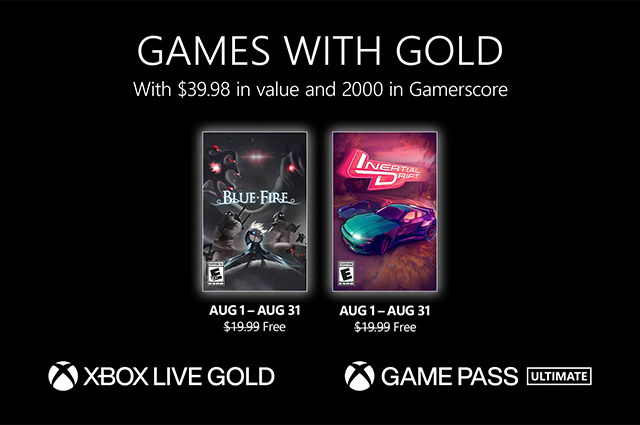 GAMES WITH GOLD
With $39.98 in value and 2000 in Gamerscore
BLUE FIRE
INERTIAL
DRIFT
E
E
AUG 1 – AUG 31
AUG 1 – AUG 31
$19.99 Free
$19.99 Free
XBOX LIVE GOLD
GAME PASS ULTIMATE